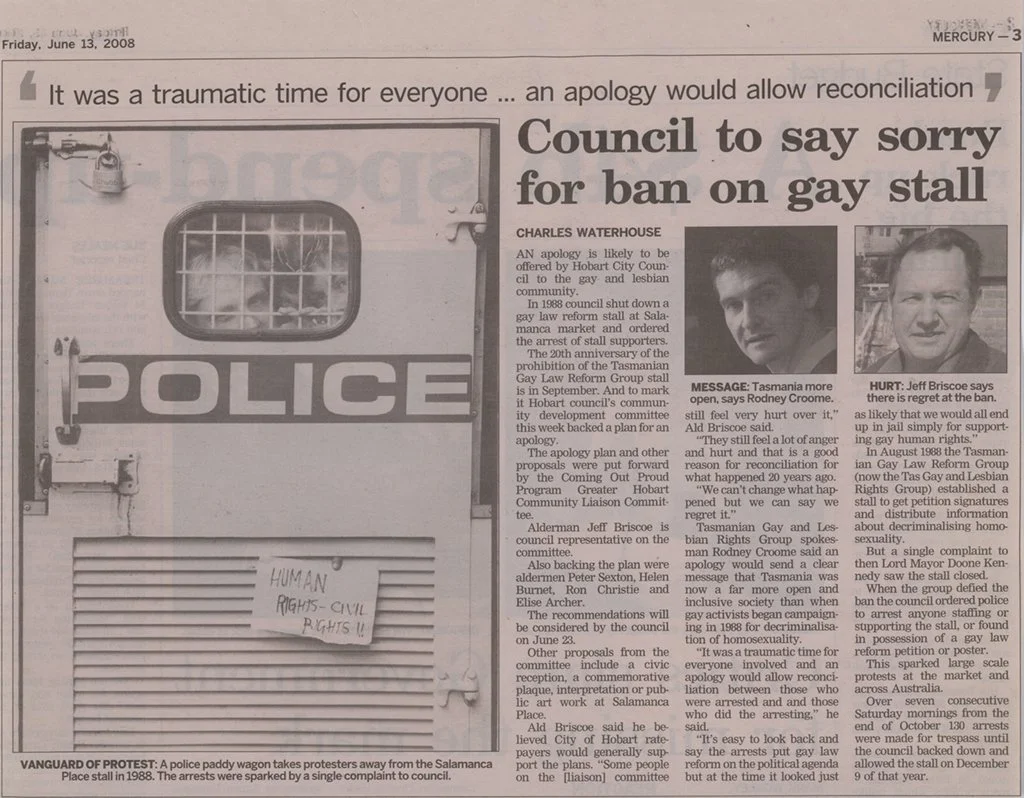 Friday, June 13, 2008
MERCURY — 3
‘ It was a traumatic time for everyone ... an apology would allow reconciliation ’
POLICE
HUMAN
RIGHTS - CIVIL
RIGHTS !!
VANGUARD OF PROTEST: A police paddy wagon takes protesters away from the Salamanca
Place stall in 1988. The arrests were sparked by a single complaint to council.
Council to say sorry
for ban on gay stall
CHARLES WATERHOUSE
AN apology is likely to be
offered by Hobart City Coun-
cil to the gay and lesbian
community.
In 1988 council shut down a
gay law reform stall at Sala-
manca market and ordered
the arrest of stall supporters.
The 20th anniversary of the
prohibition of the Tasmanian
Gay Law Reform Group stall
is in September. And to mark
it Hobart council's commun-
ity development committee
this week backed a plan for an
apology.
The apology plan and other
proposals were put forward
by the Coming Out Proud
Program Greater Hobart
Community Liaison Commit-
tee.
Alderman Jeff Briscoe is
council representative on the
committee.
Also backing the plan were
aldermen Peter Sexton, Helen
Burnet, Ron Christie and
Elise Archer.
The recommendations will
be considered by the council
on June 23.
Other proposals from the
committee include a civic
reception, a commemorative
plaque, interpretation or pub-
lic art work at Salamanca
Place.
Ald Briscoe said he be-
lieved City of Hobart rate-
payers would generally sup-
port the plans. “Some people
on the [liaison] committee
MESSAGE: Tasmania more
open, says Rodney Croome.
still feel very hurt over it,”
Ald Briscoe said.
“They still feel a lot of anger
and hurt and that is a good
reason for reconciliation for
what happened 20 years ago.
“We can't change what hap-
pened but we can say we
regret it.”
Tasmanian Gay and Les-
bian Rights Group spokes-
man Rodney Croome said an
apology would send a clear
message that Tasmania was
now a far more open and
inclusive society than when
gay activists began campaign-
ing in 1988 for decriminalisa-
tion of homosexuality.
“It was a traumatic time for
everyone involved and an
apology would allow reconci-
liation between those who
were arrested and and those
who did the arresting,” he
said.
“It's easy to look back and
say the arrests put gay law
reform on the political agenda
but at the time it looked just
HURT: Jeff Briscoe says
there is regret at the ban.
as likely that we would all end
up in jail simply for support-
ing gay human rights.”
In August 1988 the Tasman-
ian Gay Law Reform Group
(now the Tas Gay and Lesbian
Rights Group) established a
stall to get petition signatures
and distribute information
about decriminalising homo-
sexuality.
But a single complaint to
then Lord Mayor Doone Ken-
nedy saw the stall closed.
When the group defied the
ban the council ordered police
to arrest anyone staffing or
supporting the stall, or found
in possession of a gay law
reform petition or poster.
This sparked large scale
protests at the market and
across Australia.
Over seven consecutive
Saturday mornings from the
end of October 130 arrests
were made for trespass until
the council backed down and
allowed the stall on December
9 of that year.